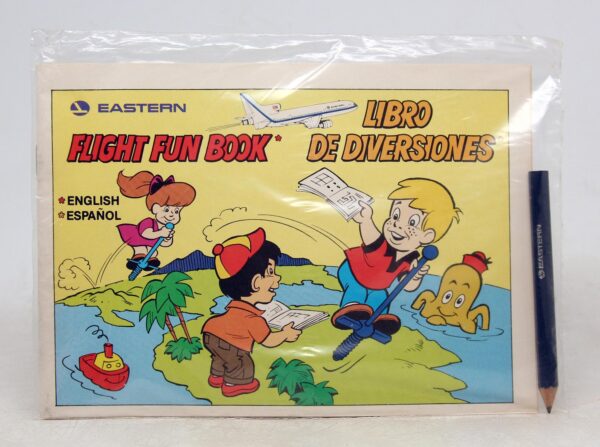 EASTERN
FLIGHT FUN BOOK*
LIBRO
DE DIVERSIONES
* ENGLISH
* ESPAÑOL
EASTERN